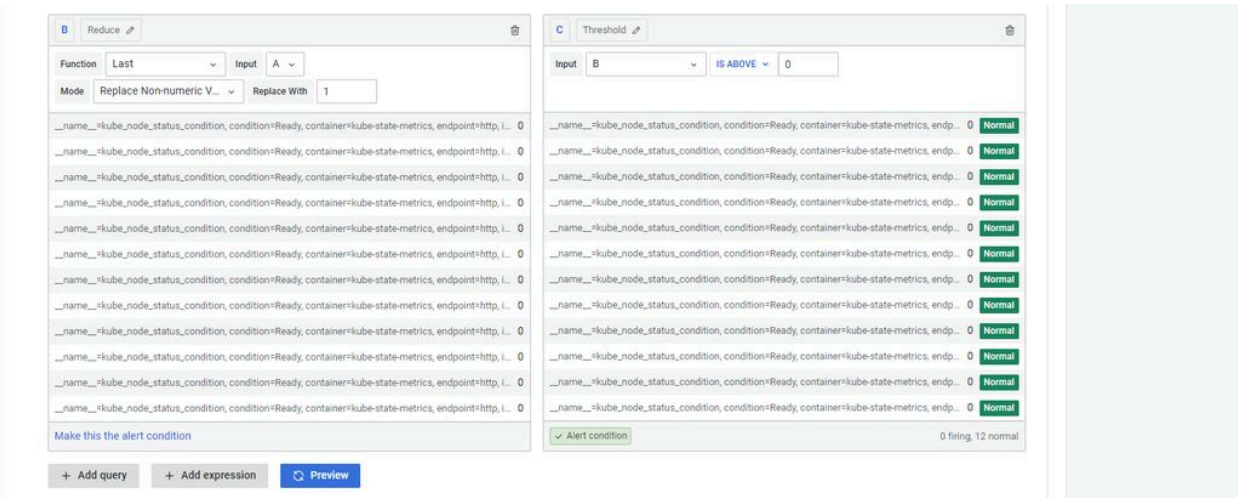 B Reduce
Function Last Input A
Mode Replace Non-numeric V... Replace With 1
__name__=kube_node_status_condition, condition=Ready, container=kube-state-metrics, endpoint=http, i... 0
__name__=kube_node_status_condition, condition=Ready, container=kube-state-metrics, endpoint=http, i... 0
__name__=kube_node_status_condition, condition=Ready, container=kube-state-metrics, endpoint=http, i... 0
__name__=kube_node_status_condition, condition=Ready, container=kube-state-metrics, endpoint=http, i... 0
__name__=kube_node_status_condition, condition=Ready, container=kube-state-metrics, endpoint=http, i... 0
__name__=kube_node_status_condition, condition=Ready, container=kube-state-metrics, endpoint=http, i... 0
__name__=kube_node_status_condition, condition=Ready, container=kube-state-metrics, endpoint=http, i... 0
__name__=kube_node_status_condition, condition=Ready, container=kube-state-metrics, endpoint=http, i... 0
__name__=kube_node_status_condition, condition=Ready, container=kube-state-metrics, endpoint=http, i... 0
__name__=kube_node_status_condition, condition=Ready, container=kube-state-metrics, endpoint=http, i... 0
__name__=kube_node_status_condition, condition=Ready, container=kube-state-metrics, endpoint=http, i... 0
__name__=kube_node_status_condition, condition=Ready, container=kube-state-metrics, endpoint=http, i... 0
Make this the alert condition
C Threshold
Input B IS ABOVE 0
__name__=kube_node_status_condition, condition=Ready, container=kube-state-metrics, endp... 0 Normal
__name__=kube_node_status_condition, condition=Ready, container=kube-state-metrics, endp... 0 Normal
__name__=kube_node_status_condition, condition=Ready, container=kube-state-metrics, endp... 0 Normal
__name__=kube_node_status_condition, condition=Ready, container=kube-state-metrics, endp... 0 Normal
__name__=kube_node_status_condition, condition=Ready, container=kube-state-metrics, endp... 0 Normal
__name__=kube_node_status_condition, condition=Ready, container=kube-state-metrics, endp... 0 Normal
__name__=kube_node_status_condition, condition=Ready, container=kube-state-metrics, endp... 0 Normal
__name__=kube_node_status_condition, condition=Ready, container=kube-state-metrics, endp... 0 Normal
__name__=kube_node_status_condition, condition=Ready, container=kube-state-metrics, endp... 0 Normal
__name__=kube_node_status_condition, condition=Ready, container=kube-state-metrics, endp... 0 Normal
__name__=kube_node_status_condition, condition=Ready, container=kube-state-metrics, endp... 0 Normal
__name__=kube_node_status_condition, condition=Ready, container=kube-state-metrics, endp... 0 Normal
Alert condition 0 firing, 12 normal
+ Add query + Add expression Preview